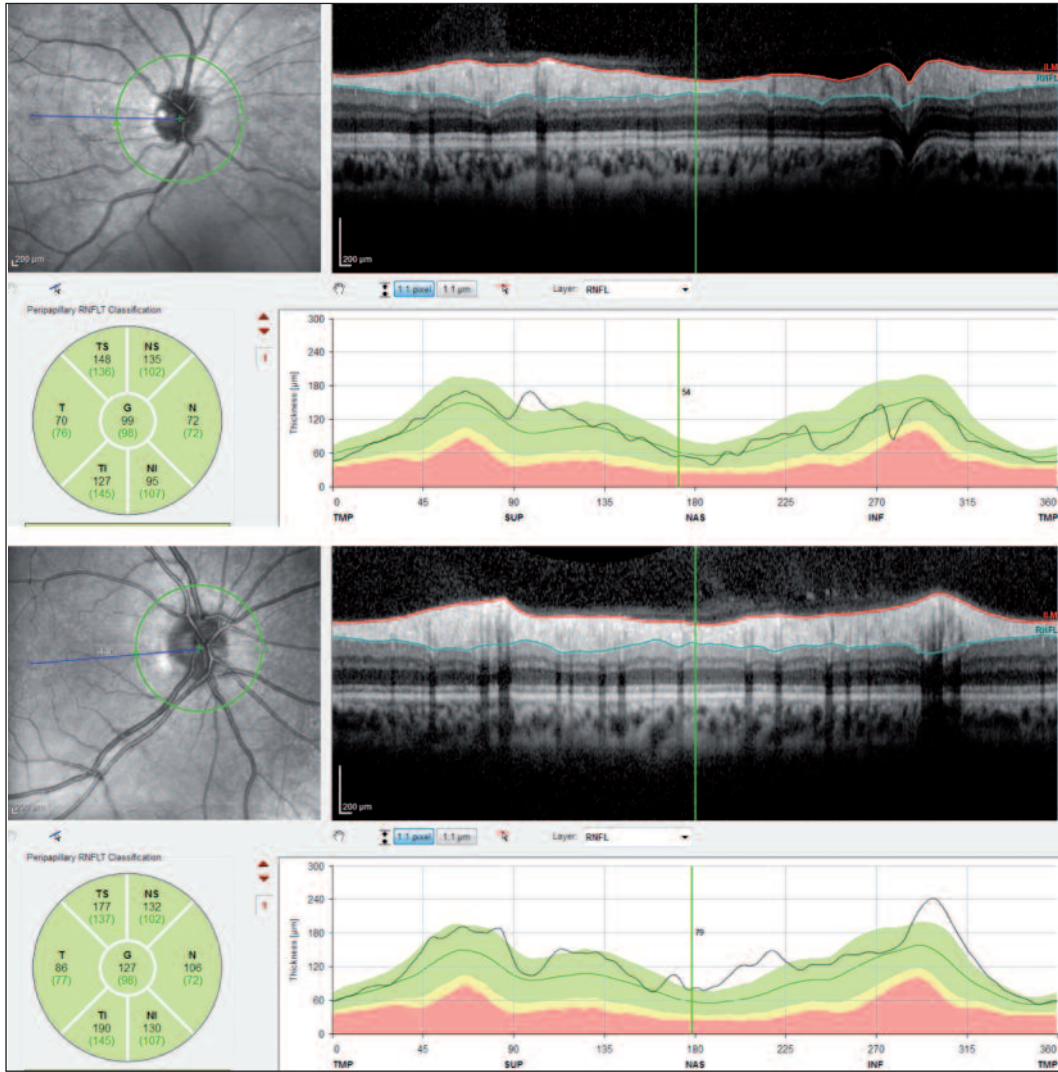 ILM
RNFL
200 µm
200 µm
1:1 pixel 1:1 µm Layer: RNFL
Peripapillary RNFLT Classification
TS
148
(136)
NS
135
(102)
T
70
(76)
G
99
(98)
N
72
(72)
TI
127
(145)
NI
95
(107)
Thickness [µm]
300
240
180
120
60
0
54
0 45 90 135 180 225 270 315 360
TMP SUP NAS INF TMP
ILM
RNFL
200 µm
200 µm
1:1 pixel 1:1 µm Layer: RNFL
Peripapillary RNFLT Classification
TS
177
(137)
NS
132
(102)
T
86
(77)
G
127
(98)
N
106
(72)
TI
190
(145)
NI
130
(107)
Thickness [µm]
300
240
180
120
60
0
79
0 45 90 135 180 225 270 315 360
TMP SUP NAS INF TMP